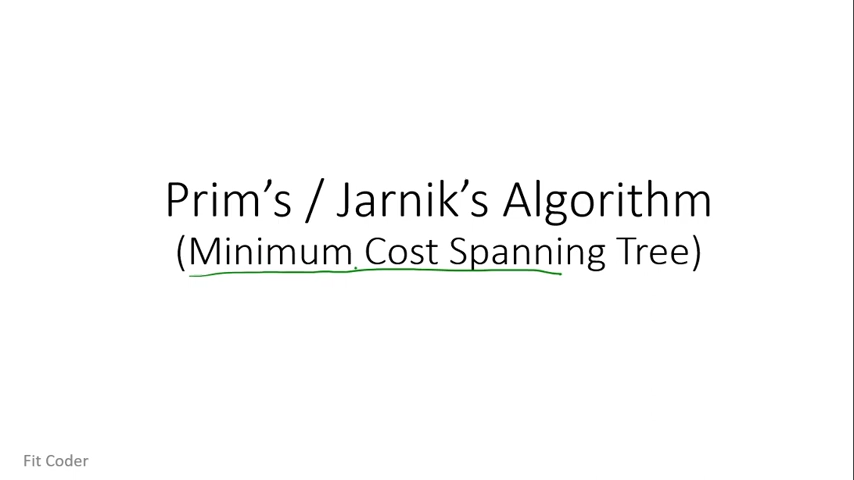 Prim's / Jarnik's Algorithm
(Minimum Cost Spanning Tree)
Fit Coder